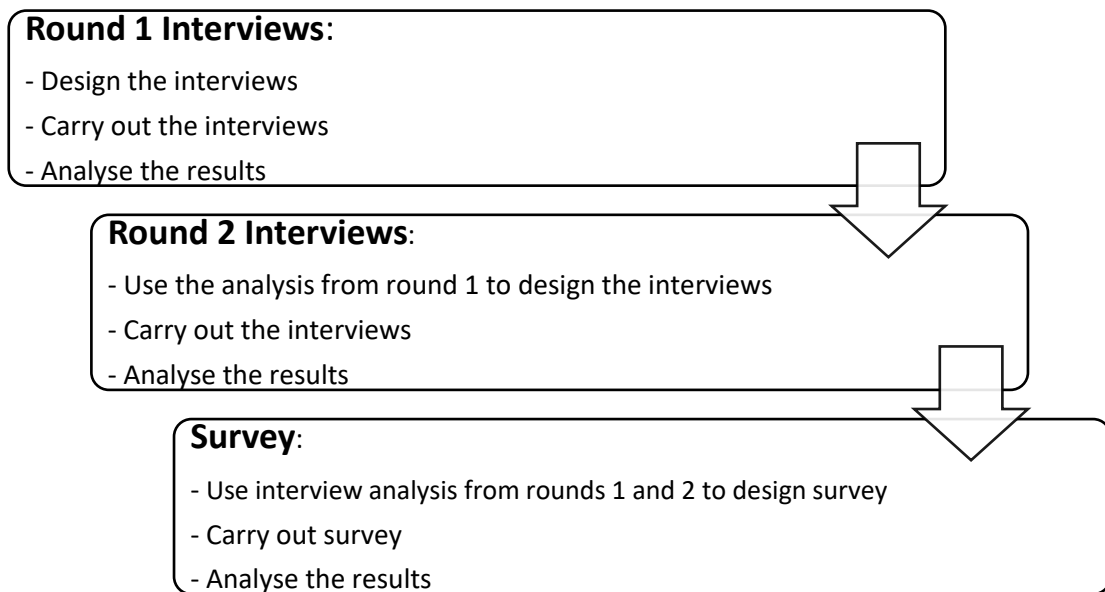 Round 1 Interviews:
- Design the interviews
- Carry out the interviews
- Analyse the results
Round 2 Interviews:
- Use the analysis from round 1 to design the interviews
- Carry out the interviews
- Analyse the results
Survey:
- Use interview analysis from rounds 1 and 2 to design survey
- Carry out survey
- Analyse the results